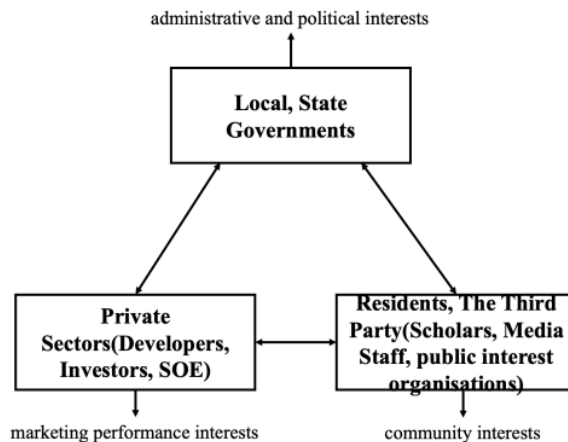 administrative and political interests
Local, State
Governments
Private
Sectors(Developers,
Investors, SOE)
Residents, The Third
Party(Scholars, Media
Staff, public interest
organisations)
marketing performance interests
community interests